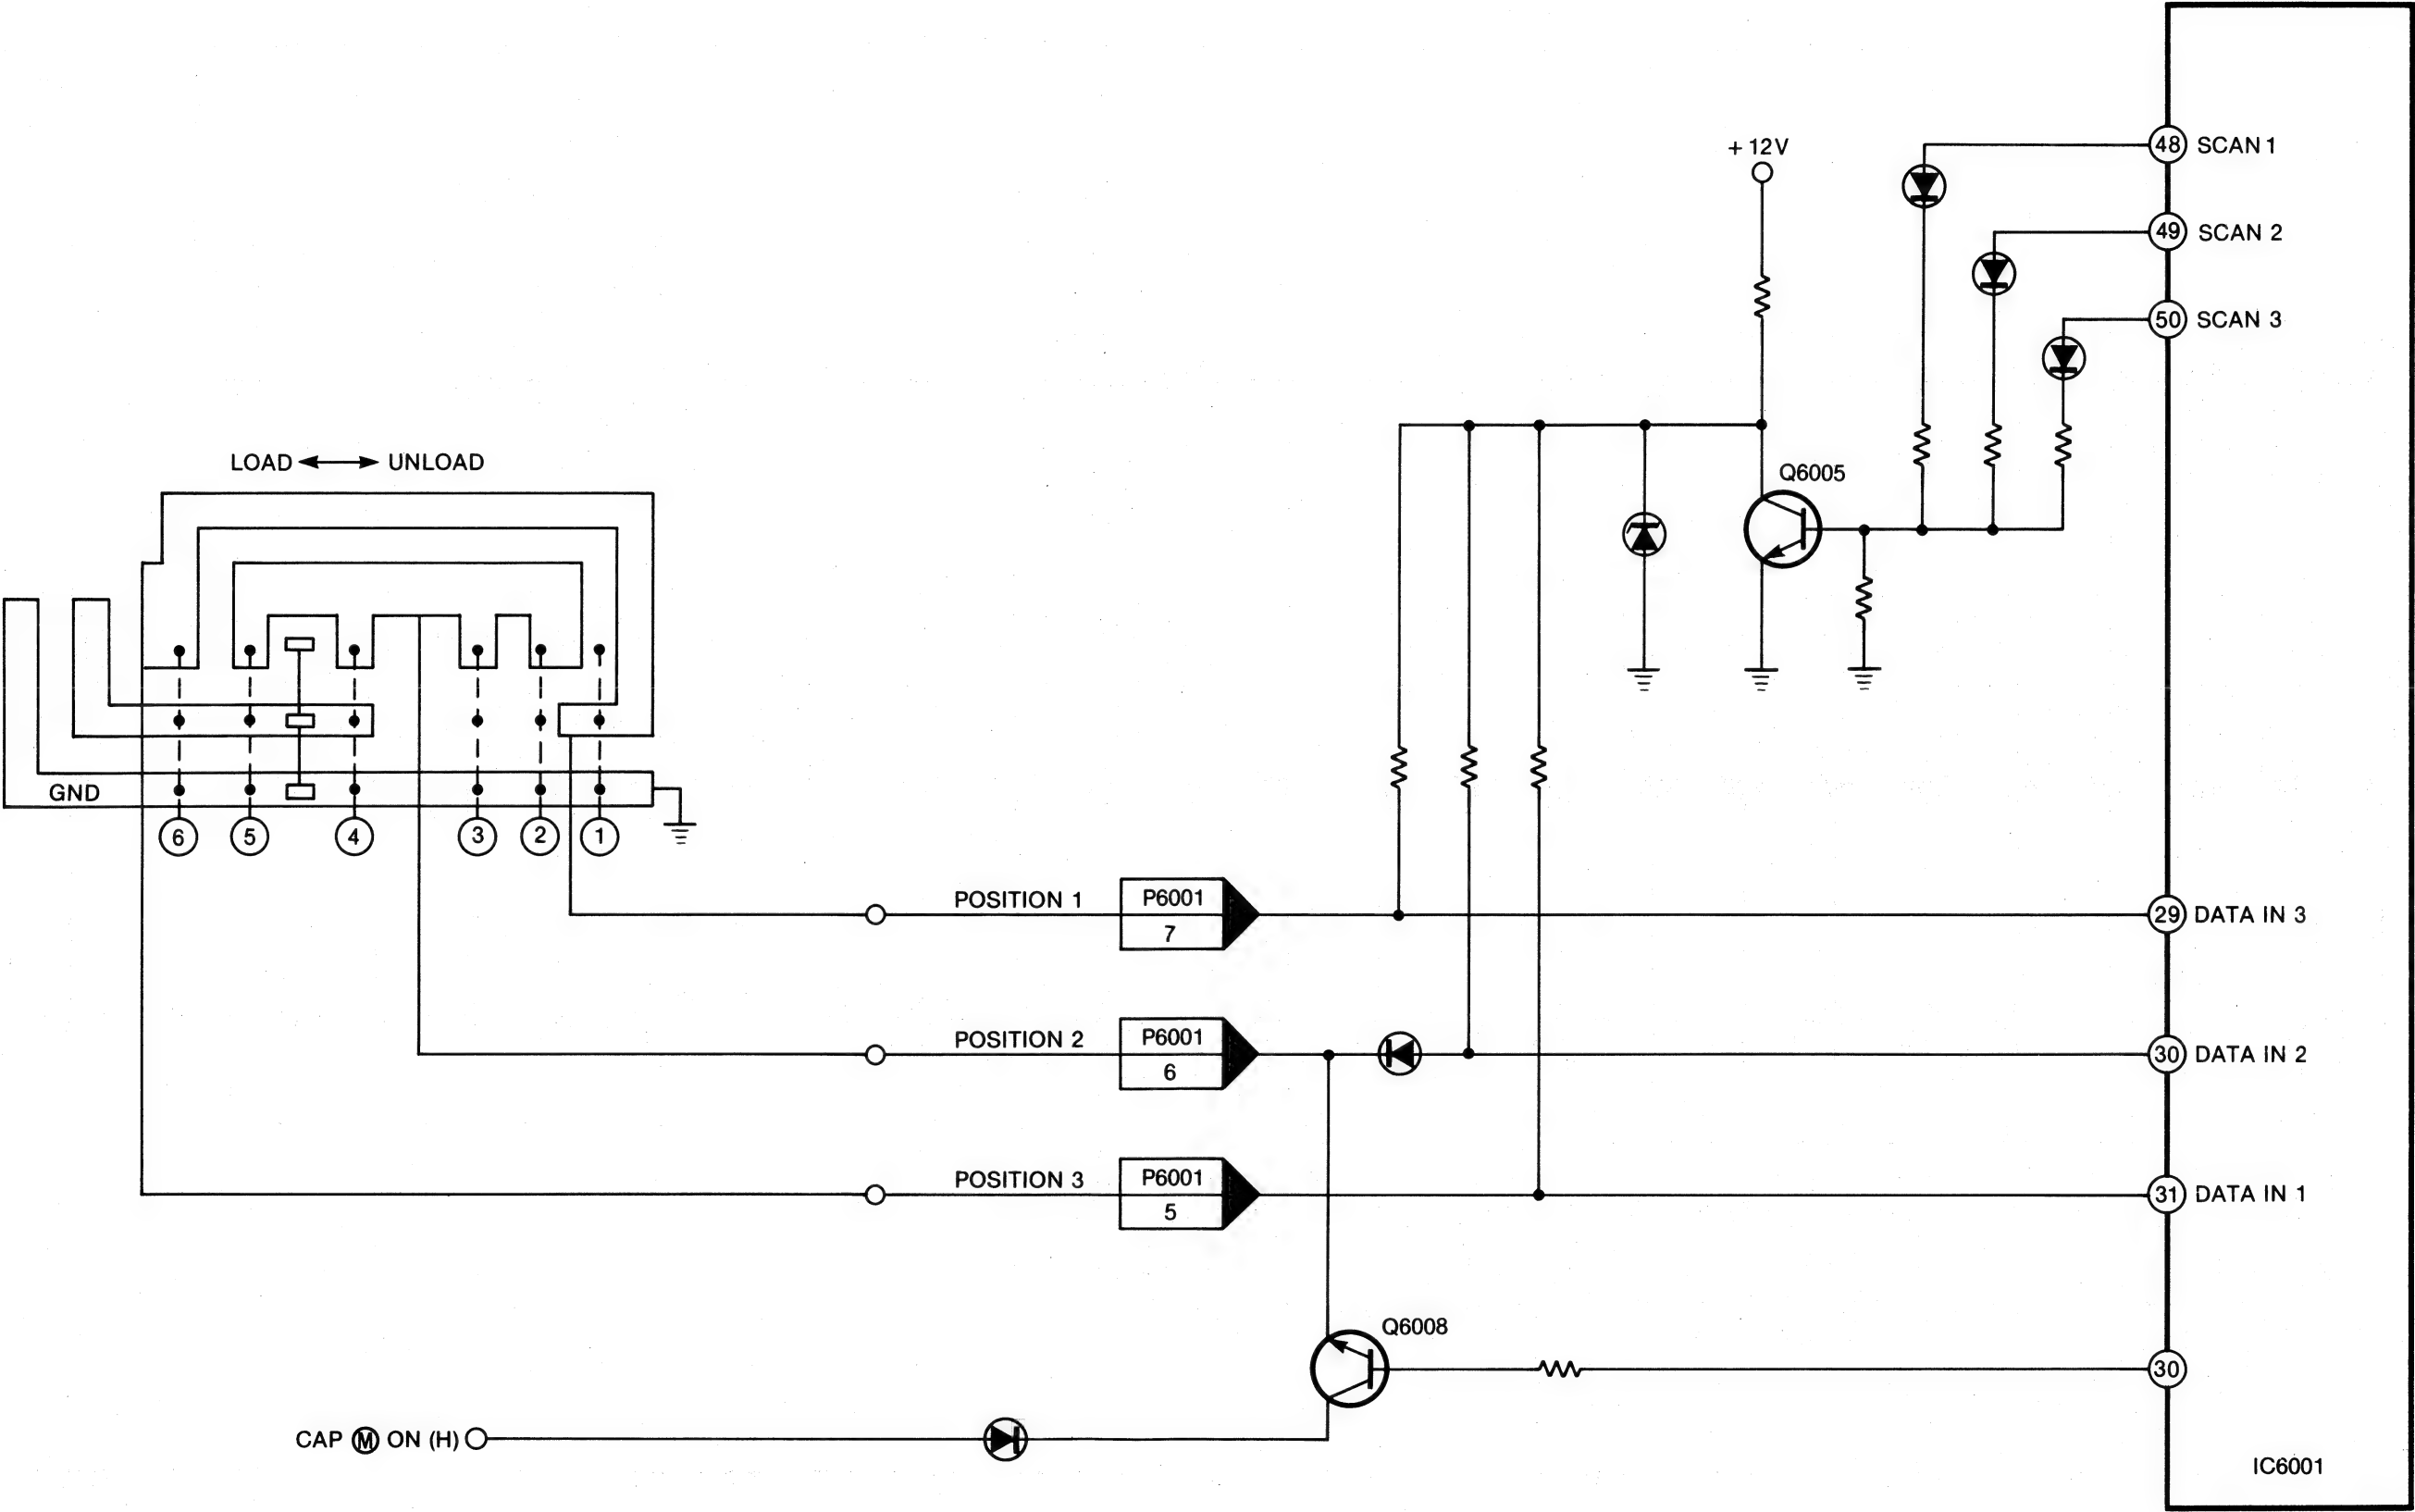 + 12V
48 SCAN 1
49 SCAN 2
50 SCAN 3
LOAD UNLOAD
Q6005
GND
6 5 4 3 2 1
POSITION 1
P6001
7
29 DATA IN 3
POSITION 2
P6001
6
30 DATA IN 2
POSITION 3
P6001
5
31 DATA IN 1
Q6008
30
CAP M ON (H)
IC6001